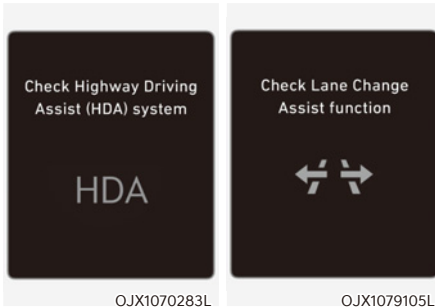 Check Highway Driving
Assist (HDA) system
HDA
OJX1070283L
Check Lane Change
Assist function
OJX1079105L